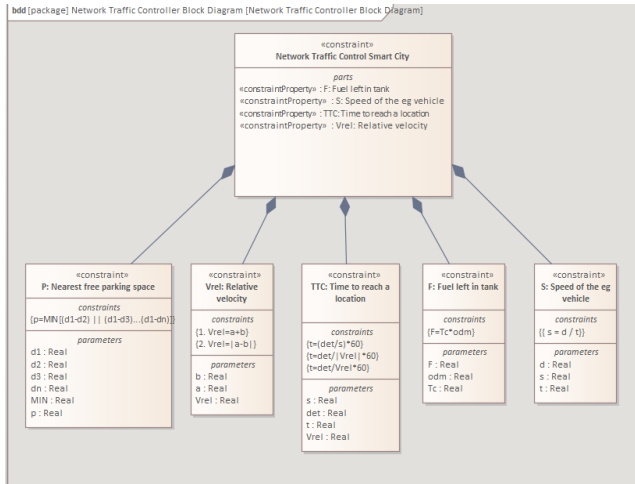 bdd [package] Network Traffic Controller Block Diagram [Network Traffic Controller Block Diagram]
«constraint»
Network Traffic Control Smart City
parts
«constraintProperty» : F: Fuel left in tank
«constraintProperty» : S: Speed of the eg vehicle
«constraintProperty» : TTC: Time to reach a location
«constraintProperty» : Vrel: Relative velocity
«constraint»
P: Nearest free parking space
constraints
{p=MIN[(d1-d2) || (d1-d3)...(d1-dn)]}
parameters
d1 : Real
d2 : Real
d3 : Real
dn : Real
MIN : Real
p : Real
«constraint»
Vrel: Relative
velocity
constraints
{1. Vrel=a+b}
{2. Vrel=|a-b|}
parameters
b : Real
a : Real
Vrel : Real
«constraint»
TTC: Time to reach a
location
constraints
{t=(det/s)*60}
{t=det/|Vrel|*60}
{t=det/Vrel*60}
parameters
s : Real
det : Real
t : Real
Vrel : Real
«constraint»
F: Fuel left in tank
constraints
{F=Tc*odm}
parameters
F : Real
odm : Real
Tc : Real
«constraint»
S: Speed of the eg
vehicle
constraints
{{ s = d / t}}
parameters
d : Real
s : Real
t : Real